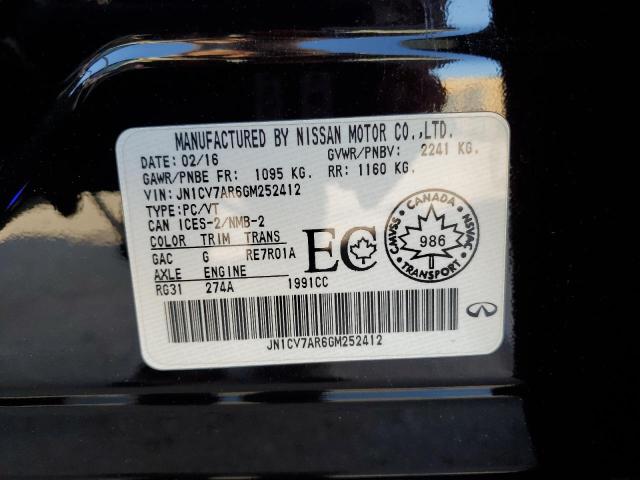 MANUFACTURED BY NISSAN MOTOR CO.,LTD.
DATE: 02/16 GVWR/PNBV: 2241 KG.
GAWR/PNBE FR: 1095 KG. RR: 1160 KG.
VIN: JN1CV7AR6GM252412
TYPE:PC/VT
CAN ICES-2/NMB-2
COLOR TRIM TRANS
GAC G RE7R01A
AXLE ENGINE
RG31 274A 1991CC
EC
CANADA
CMVSS
NSVAC
986
TRANSPORT
JN1CV7AR6GM252412